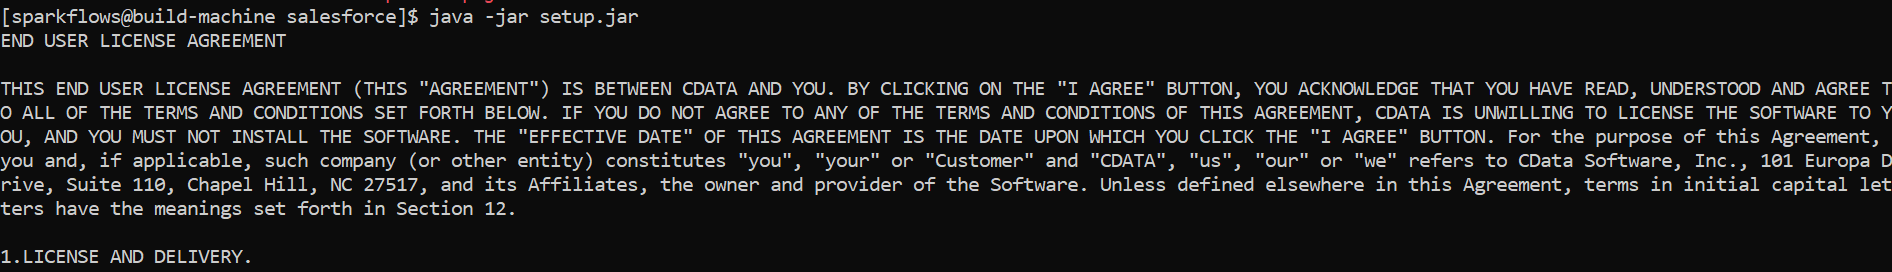 [sparkflows@build-machine salesforce]$ java -jar setup.jar
END USER LICENSE AGREEMENT
THIS END USER LICENSE AGREEMENT (THIS "AGREEMENT") IS BETWEEN CDATA AND YOU. BY CLICKING ON THE "I AGREE" BUTTON, YOU ACKNOWLEDGE THAT YOU HAVE READ, UNDERSTOOD AND AGREE T
O ALL OF THE TERMS AND CONDITIONS SET FORTH BELOW. IF YOU DO NOT AGREE TO ANY OF THE TERMS AND CONDITIONS OF THIS AGREEMENT, CDATA IS UNWILLING TO LICENSE THE SOFTWARE TO Y
OU, AND YOU MUST NOT INSTALL THE SOFTWARE. THE "EFFECTIVE DATE" OF THIS AGREEMENT IS THE DATE UPON WHICH YOU CLICK THE "I AGREE" BUTTON. For the purpose of this Agreement,
you and, if applicable, such company (or other entity) constitutes "you", "your" or "Customer" and "CDATA", "us", "our" or "we" refers to CData Software, Inc., 101 Europa D
rive, Suite 110, Chapel Hill, NC 27517, and its Affiliates, the owner and provider of the Software. Unless defined elsewhere in this Agreement, terms in initial capital let
ters have the meanings set forth in Section 12.
1.LICENSE AND DELIVERY.